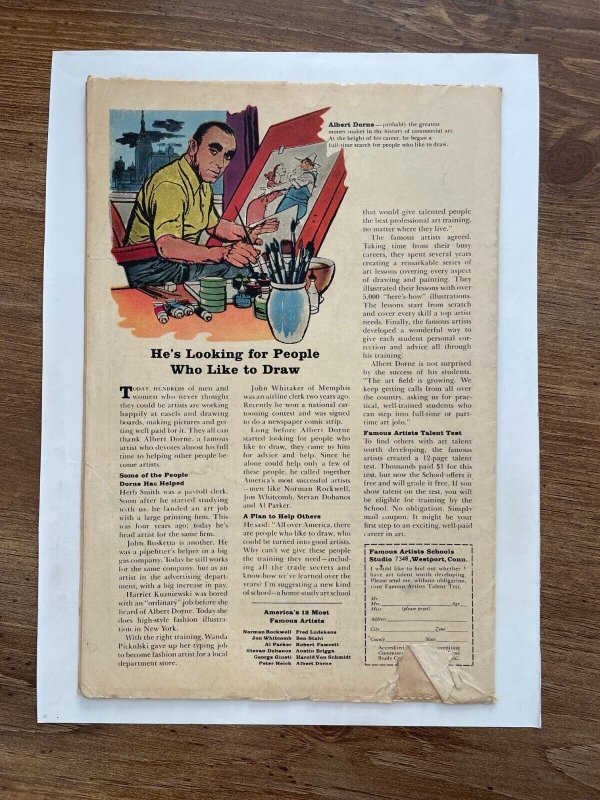 Albert Dorne — probably the greatest
money-maker in the history of commercial art.
At the height of his career, he began a
full-time search for people who like to draw.
He's Looking for People
Who Like to Draw
TODAY HUNDREDS of men and
women who never thought
they could be artists are working
happily at easels and drawing
boards, making pictures and get-
ting well paid for it. They all can
thank Albert Dorne, a famous
artist who devotes almost his full
time to helping other people be-
come artists.
Some of the People
Dorne Has Helped
Herb Smith was a payroll clerk.
Soon after he started studying
with us, he landed an art job
with a large printing firm. This
was four years ago; today he's
head artist for the same firm.
John Busketta is another. He
was a pipefitter's helper in a big
gas company. Today he still works
for the same company, but as an
artist in the advertising depart-
ment, with a big increase in pay.
Harriet Kuzniewski was bored
with an "ordinary" job before she
heard of Albert Dorne. Today she
does high-style fashion illustra-
tion in New York.
With the right training, Wanda
Pickulski gave up her typing job
to become fashion artist for a local
department store.
John Whitaker of Memphis
was an airline clerk two years ago.
Recently he won a national car-
tooning contest and was signed
to do a newspaper comic strip.
Long before Albert Dorne
started looking for people who
like to draw, they came to him
for advice and help. Since he
alone could help only a few of
these people, he called together
America's most successful artists
—men like Norman Rockwell,
Jon Whitcomb, Stevan Dohanos
and Al Parker.
A Plan to Help Others
He said: "All over America, there
are people who like to draw, who
could be turned into good artists.
Why can't we give these people
the training they need—includ-
ing all the trade secrets and
know-how we've learned over the
years? I'm suggesting a new kind
of school—a home-study art school
America's 12 Most
Famous Artists
Norman Rockwell Fred Ludekens
Jon Whitcomb Ben Stahl
Al Parker Robert Fawcett
Stevan Dohanos Austin Briggs
George Giusti Harold Von Schmidt
Peter Helck Albert Dorne
that would give talented people
the best professional art training,
no matter where they live."
The famous artists agreed.
Taking time from their busy
careers, they spent several years
creating a remarkable series of
art lessons covering every aspect
of drawing and painting. They
illustrated their lessons with over
5,000 "here's-how" illustrations.
The lessons start from scratch
and cover every skill a top artist
needs. Finally, the famous artists
developed a wonderful way to
give each student personal cor-
rection and advice all through
his training.
Albert Dorne is not surprised
by the success of his students.
"The art field is growing. We
keep getting calls from all over
the country, asking us for prac-
tical, well-trained students who
can step into full-time or part-
time art jobs."
Famous Artists Talent Test
To find others with art talent
worth developing, the famous
artists created a 12-page talent
test. Thousands paid $1 for this
test, but now the School offers it
free and will grade it free. If you
show talent on the test, you will
be eligible for training by the
School. No obligation. Simply
mail coupon. It might be your
first step to an exciting, well-paid
career in art.
Famous Artists Schools
Studio 734B, Westport, Conn.
I would like to find out whether I
have art talent worth developing.
Please send me, without obligation,
your Famous Artists Talent Test.
Mr.
Mrs. Age
Miss (please print)
Address
City Zone
County State
Accredited crediting
Commiss me
Study Co C.